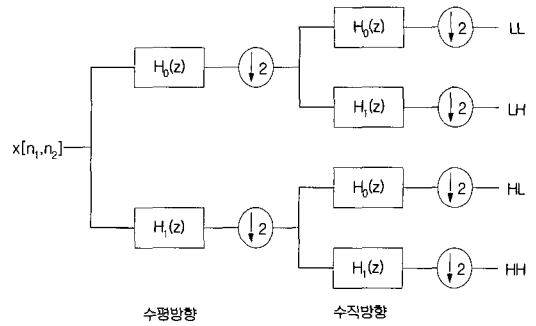 H₀(z) ↓2 LL
H₀(z) ↓2
H₁(z) ↓2 LH
x[n₁,n₂]
H₀(z) ↓2 HL
H₁(z) ↓2
H₁(z) ↓2 HH
수평방향 수직방향